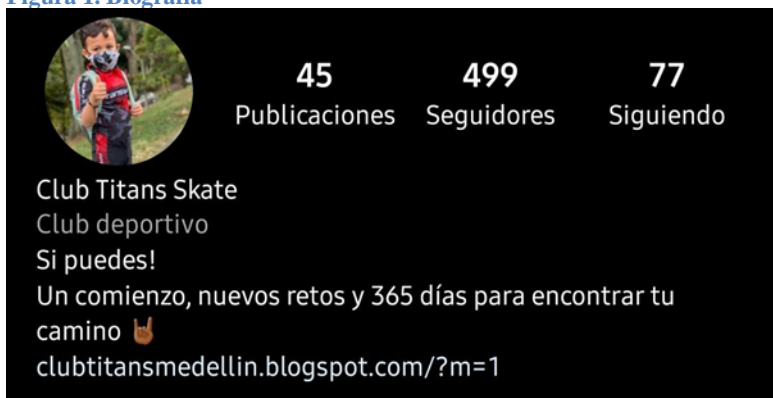 Figura 1. Biografía
45 499 77
Publicaciones Seguidores Siguiendo
Club Titans Skate
Club deportivo
Si puedes!
Un comienzo, nuevos retos y 365 días para encontrar tu
camino 🤘🏾
clubtitansmedellin.blogspot.com/?m=1